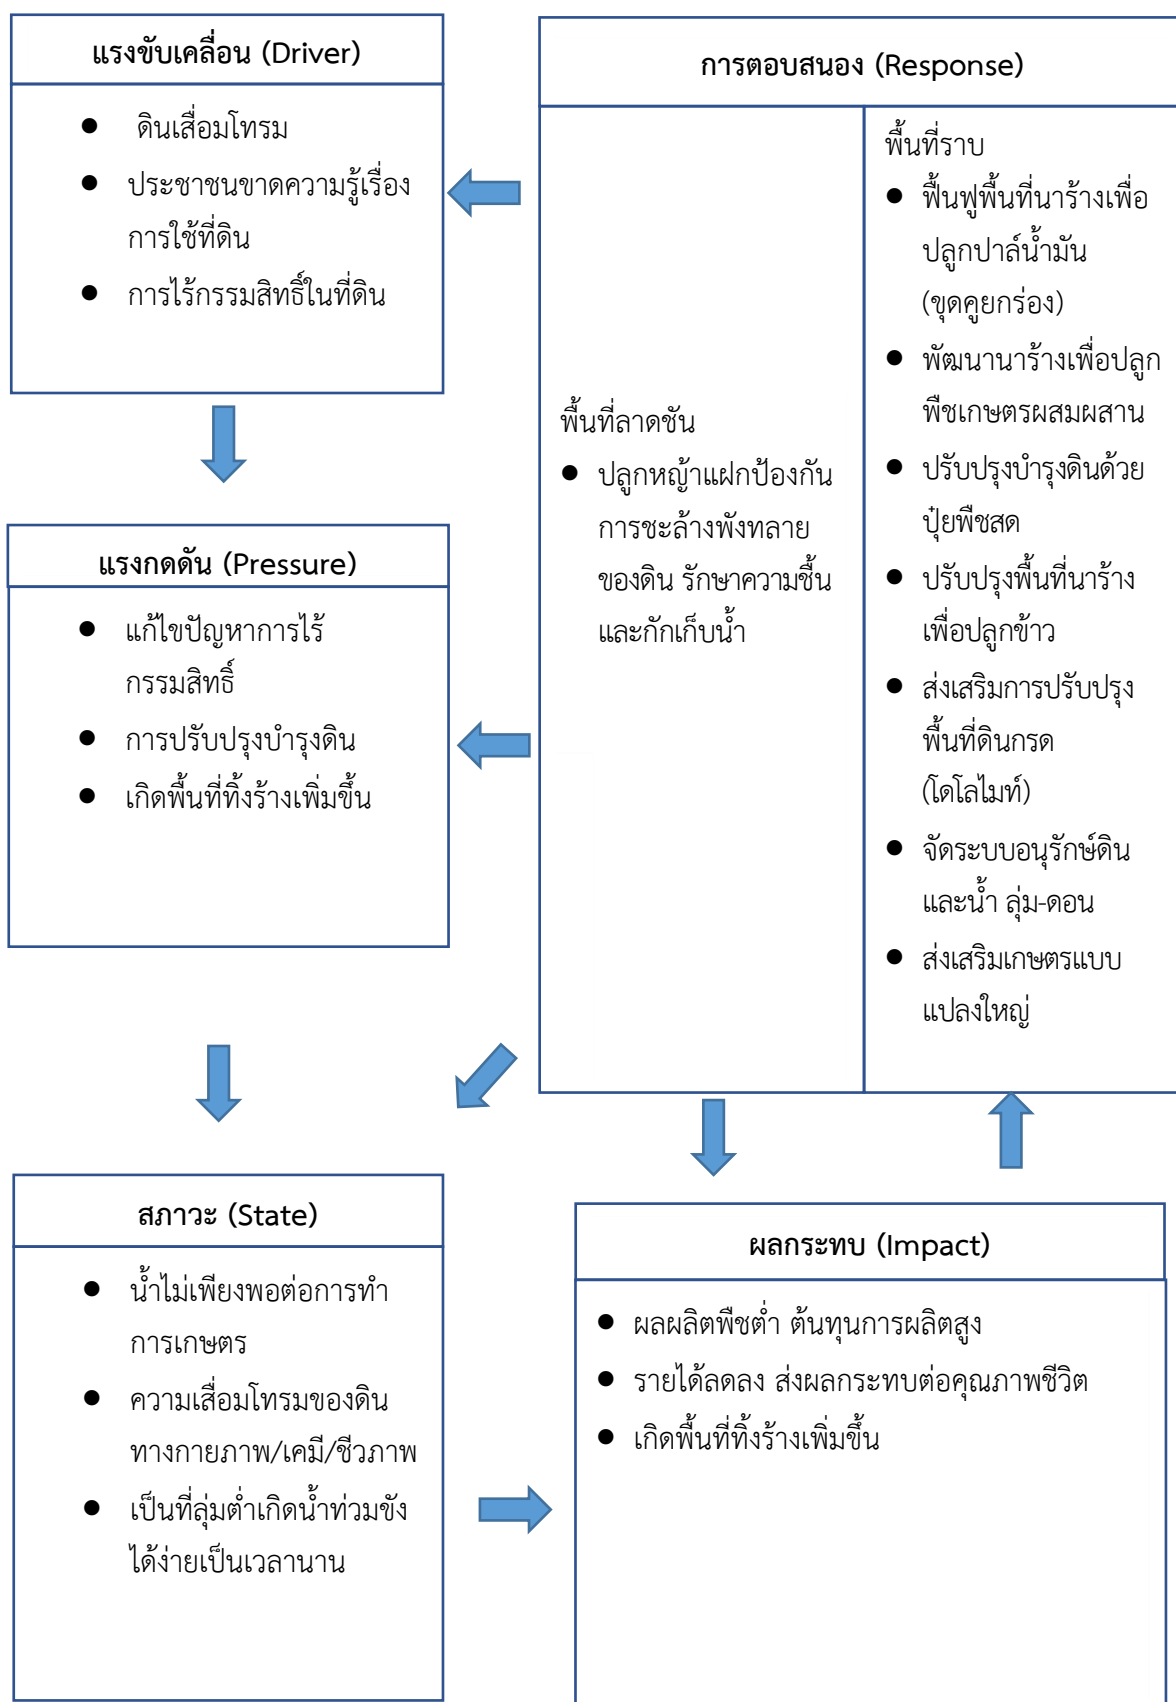 แรงขับเคลื่อน (Driver)
● ดินเสื่อมโทรม
● ประชาชนขาดความรู้เรื่อง
การใช้ที่ดิน
● การไร้กรรมสิทธิ์ในที่ดิน
การตอบสนอง (Response)
พื้นที่ลาดชัน
● ปลูกหญ้าแฝกป้องกัน
การชะล้างพังทลาย
ของดิน รักษาความชื้น
และกักเก็บน้ำ
พื้นที่ราบ
● ฟื้นฟูพื้นที่นาร้างเพื่อ
ปลูกปาล์น้ำมัน
(ขุดคูยกร่อง)
● พัฒนานาร้างเพื่อปลูก
พืชเกษตรผสมผสาน
● ปรับปรุงบำรุงดินด้วย
ปุ๋ยพืชสด
● ปรับปรุงพื้นที่นาร้าง
เพื่อปลูกข้าว
● ส่งเสริมการปรับปรุง
พื้นที่ดินกรด
(โดโลไมท์)
● จัดระบบอนุรักษ์ดิน
และน้ำ ลุ่ม-ดอน
● ส่งเสริมเกษตรแบบ
แปลงใหญ่
แรงกดดัน (Pressure)
● แก้ไขปัญหาการไร้
กรรมสิทธิ์
● การปรับปรุงบำรุงดิน
● เกิดพื้นที่ทิ้งร้างเพิ่มขึ้น
สภาวะ (State)
● น้ำไม่เพียงพอต่อการทำ
การเกษตร
● ความเสื่อมโทรมของดิน
ทางกายภาพ/เคมี/ชีวภาพ
● เป็นที่ลุ่มต่ำเกิดน้ำท่วมขัง
ได้ง่ายเป็นเวลานาน
ผลกระทบ (Impact)
● ผลผลิตพืชต่ำ ต้นทุนการผลิตสูง
● รายได้ลดลง ส่งผลกระทบต่อคุณภาพชีวิต
● เกิดพื้นที่ทิ้งร้างเพิ่มขึ้น